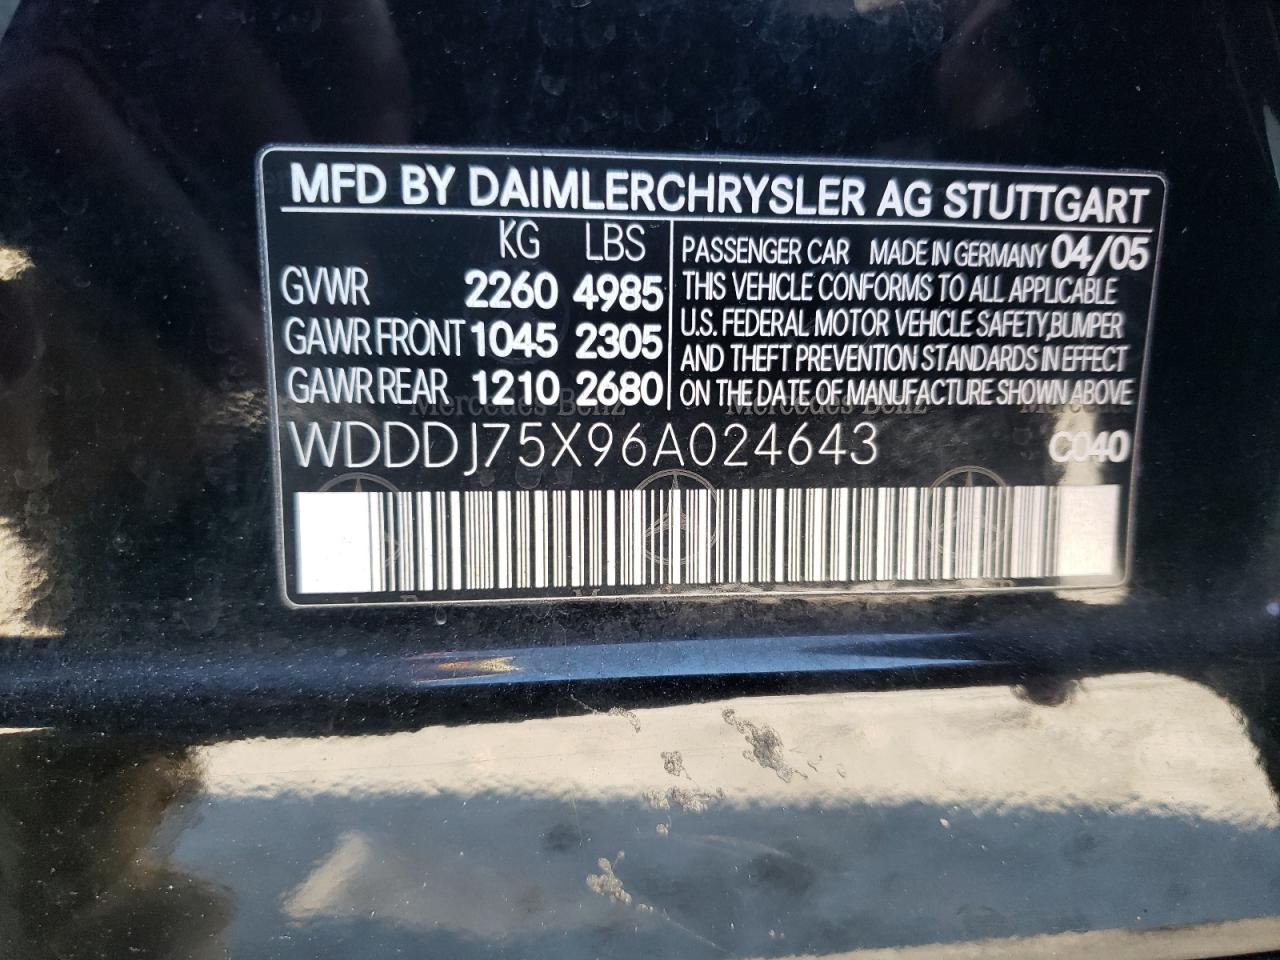 MFD BY DAIMLERCHRYSLER AG STUTTGART
KG LBS
GVWR 2260 4985
GAWR FRONT 1045 2305
GAWR REAR 1210 2680
PASSENGER CAR MADE IN GERMANY 04/05
THIS VEHICLE CONFORMS TO ALL APPLICABLE
U.S. FEDERAL MOTOR VEHICLE SAFETY,BUMPER
AND THEFT PREVENTION STANDARDS IN EFFECT
ON THE DATE OF MANUFACTURE SHOWN ABOVE
Mercedes Benz Mercedes Benz
WDDDJ75X96A024643 C040